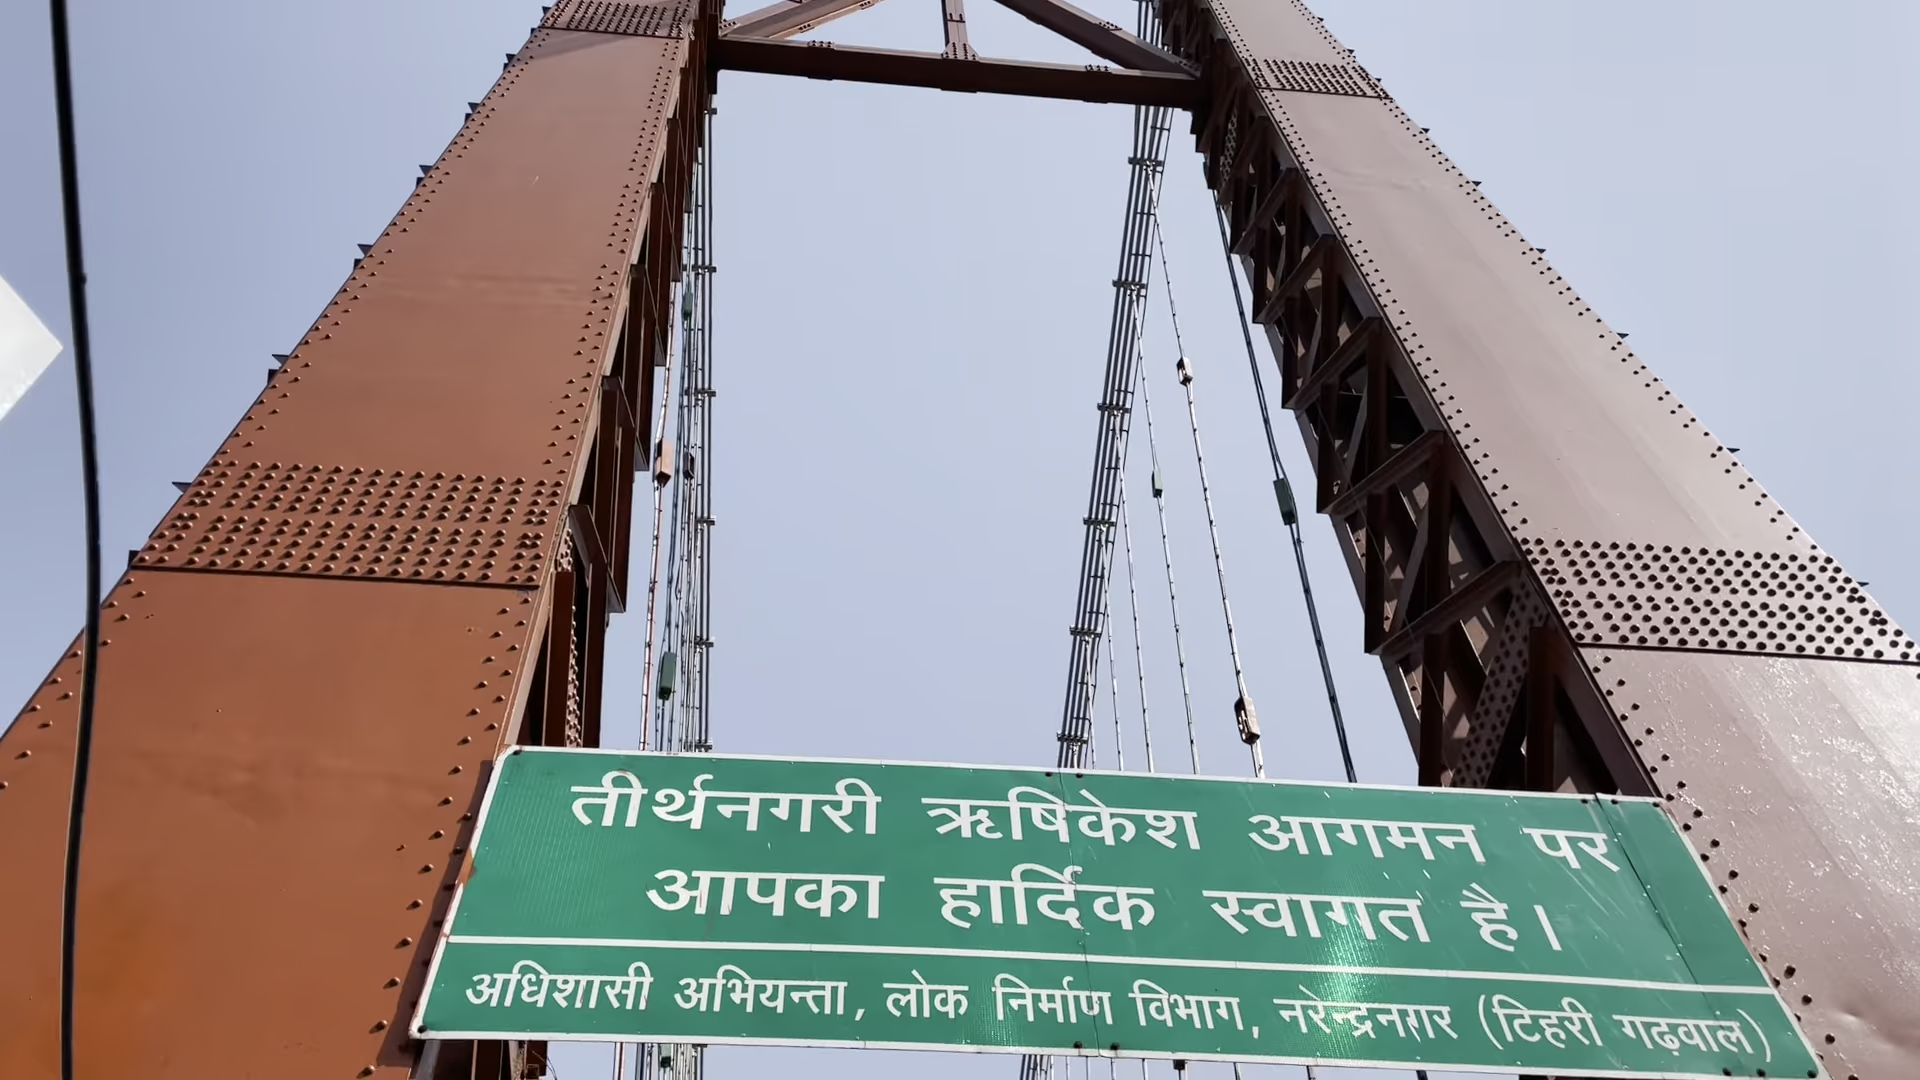 तीर्थनगरी ऋषिकेश आगमन पर
आपका हार्दिक स्वागत है।
अधिशासी अभियन्ता, लोक निर्माण विभाग, नरेन्द्रनगर (टिहरी गढ़वाल)